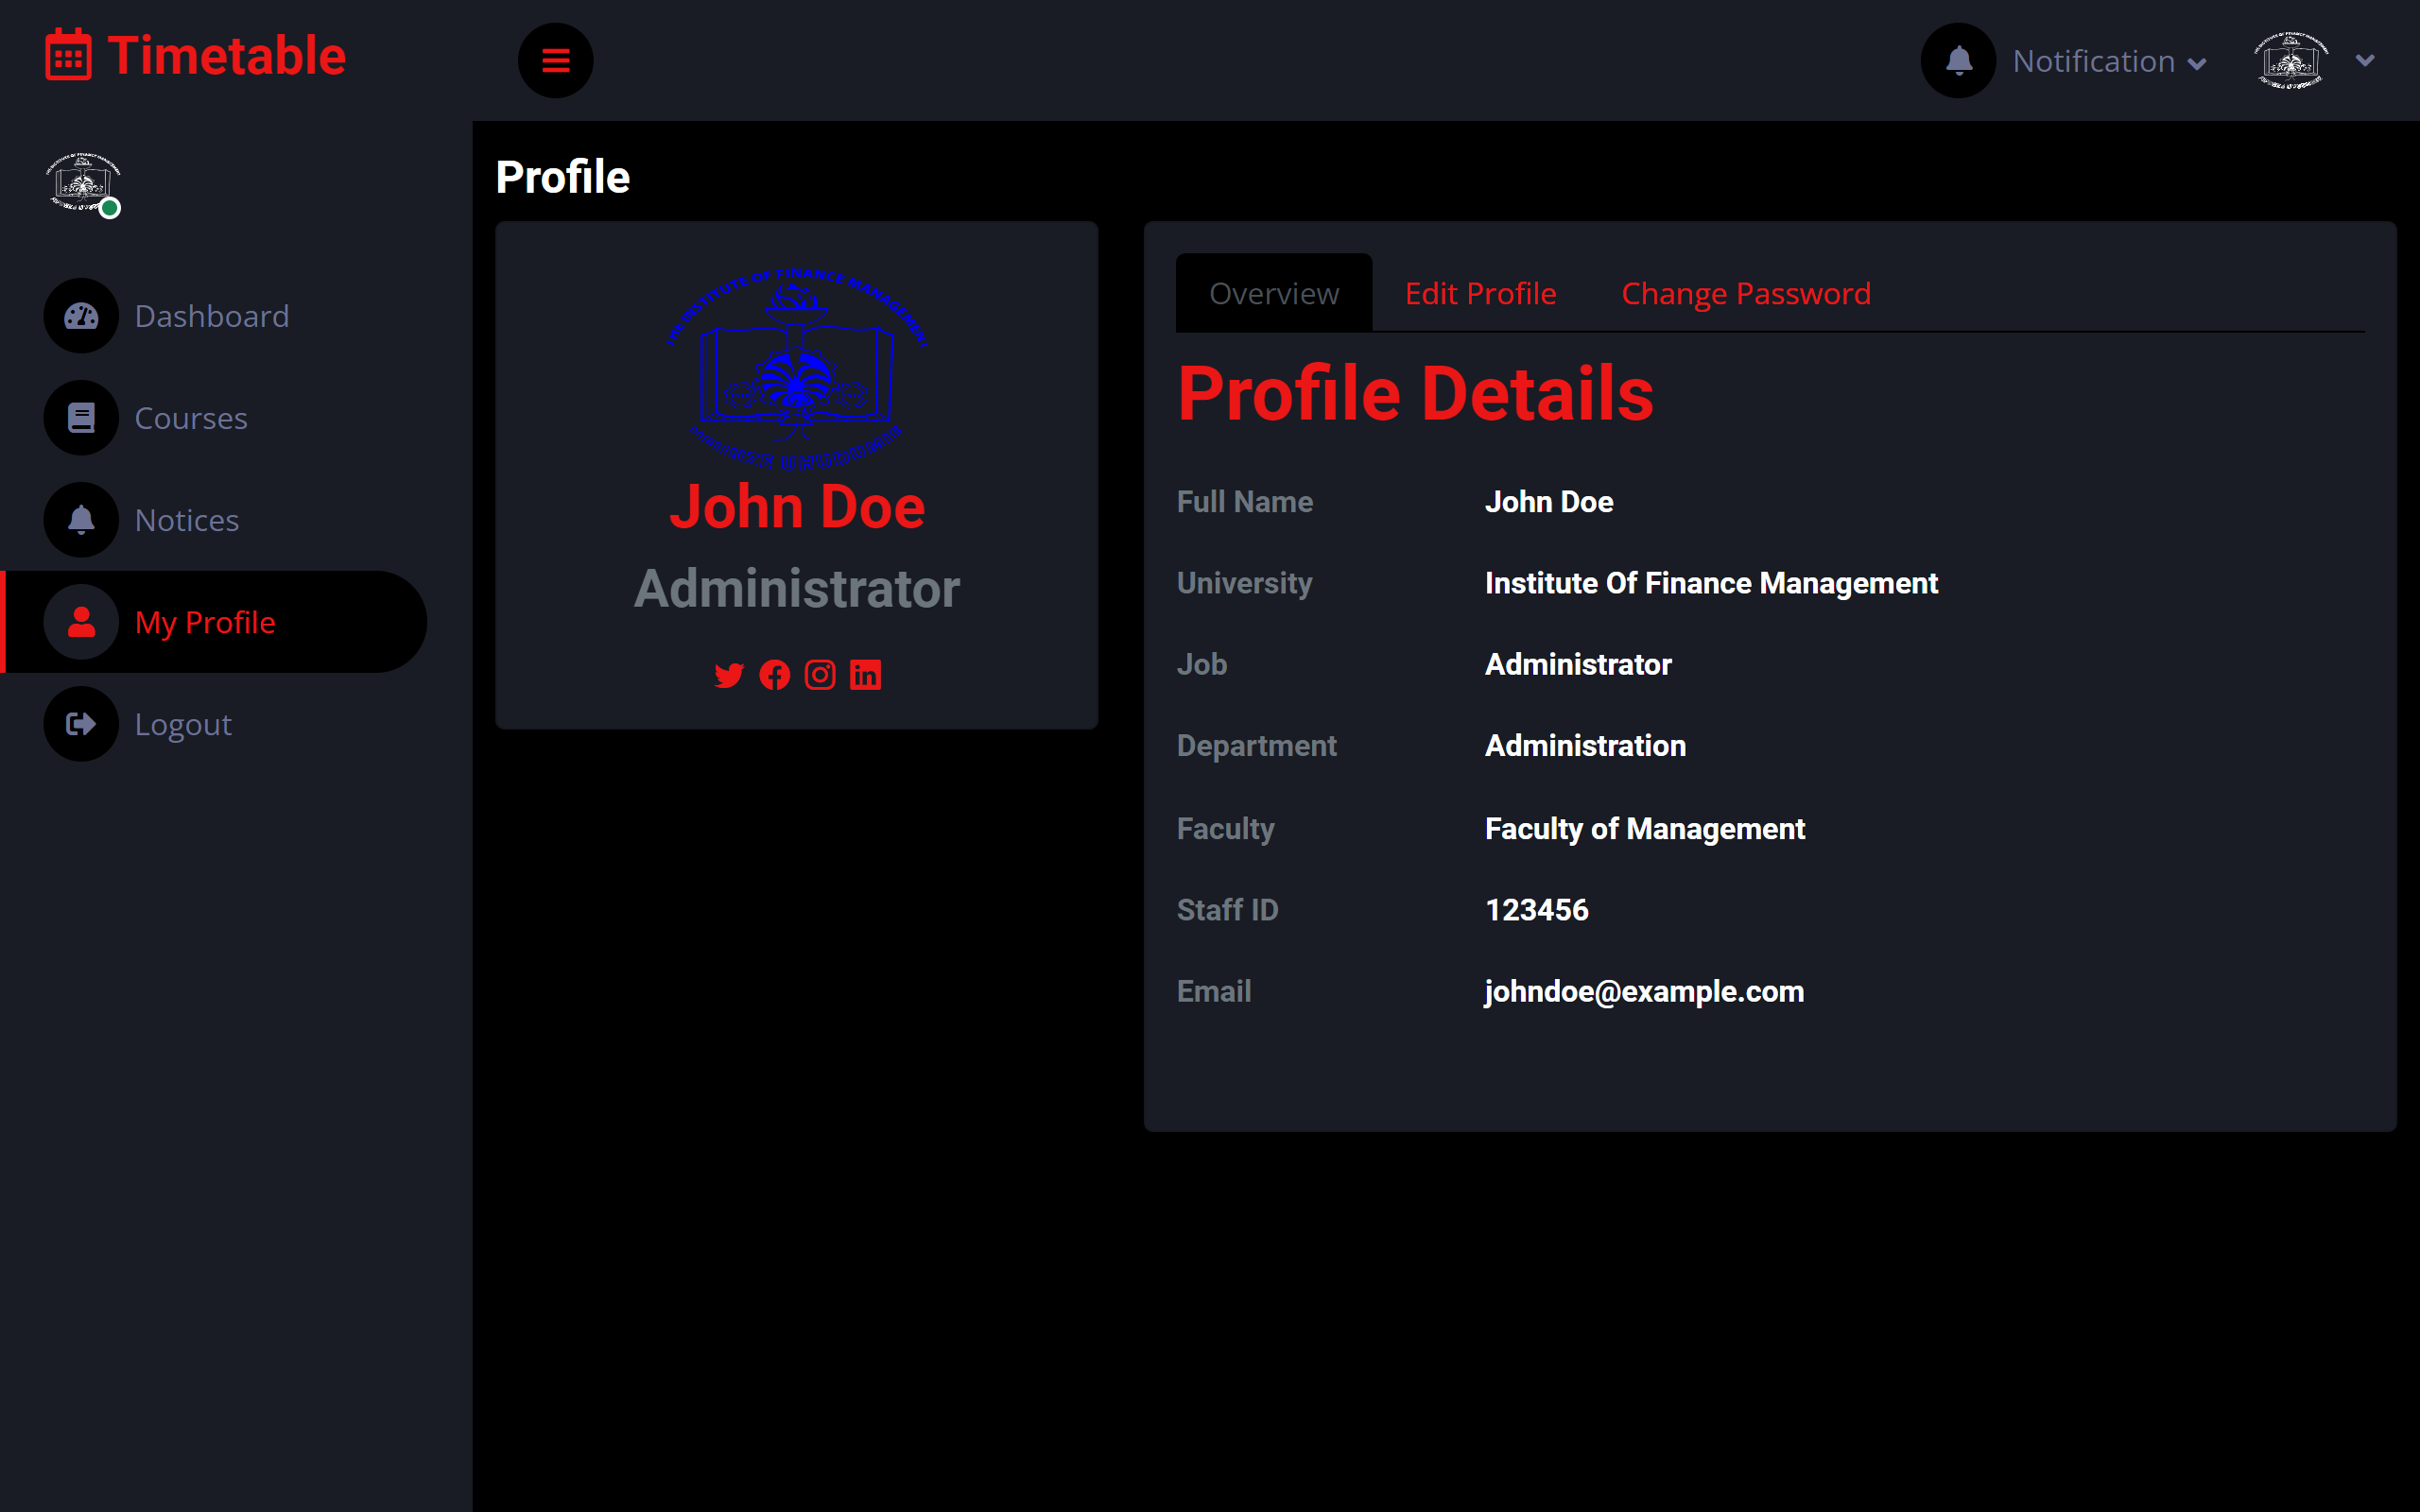 Timetable
Notification
Dashboard
Courses
Notices
My Profile
Logout
Profile
THE INSTITUTE OF FINANCE MANAGEMENT
John Doe
Administrator
Overview
Edit Profile
Change Password
Profile Details
Full Name John Doe
University Institute Of Finance Management
Job Administrator
Department Administration
Faculty Faculty of Management
Staff ID 123456
Email johndoe@example.com